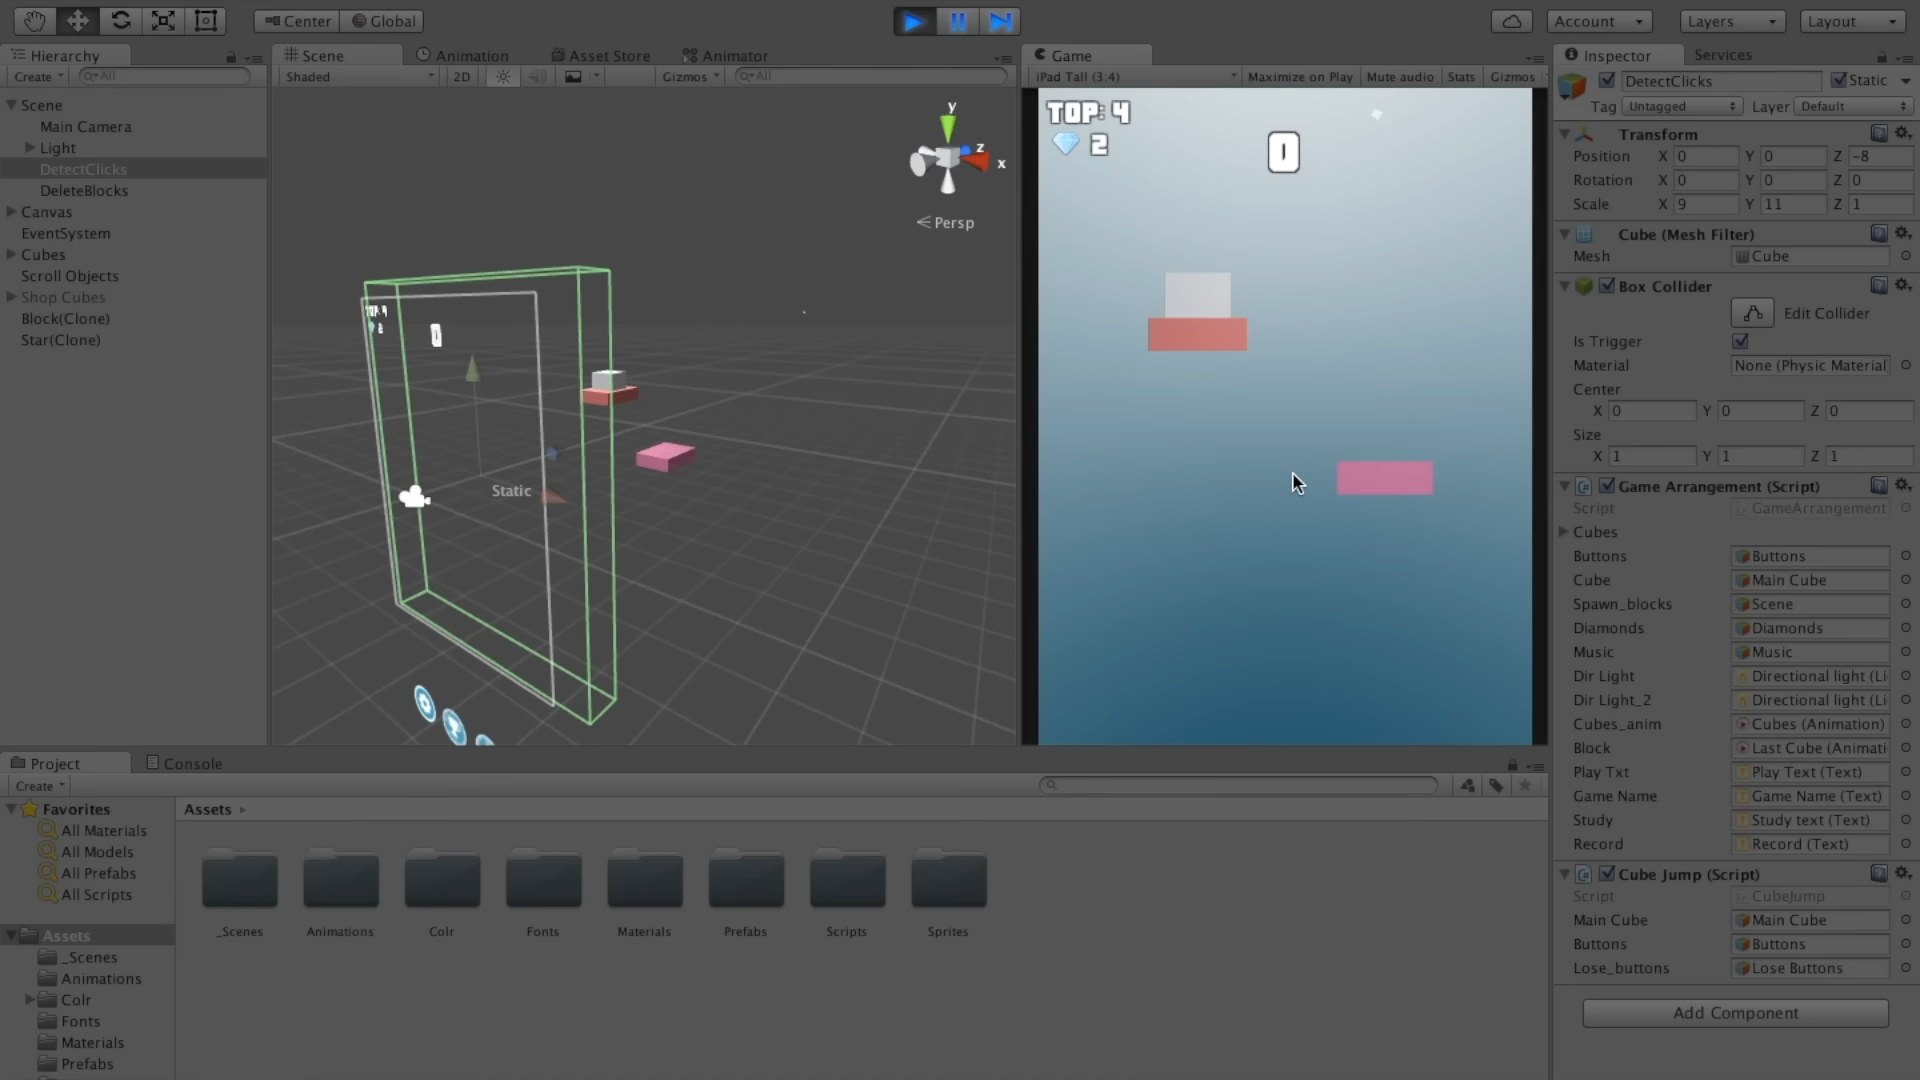 Center Global
Account Layers Layout
Hierarchy
Create All
Scene
Main Camera
Light
DetectClicks
DeleteBlocks
Canvas
EventSystem
Cubes
Scroll Objects
Shop Cubes
Block(Clone)
Star(Clone)
Scene Animation Asset Store Animator
Shaded 2D Gizmos All
y
z
x
Persp
Static
Game
iPad Tall (3:4) Maximize on Play Mute audio Stats Gizmos
TOP: 4
2
0
Inspector Services
DetectClicks Static
Tag Untagged Layer Default
Transform
Position X 0 Y 0 Z -8
Rotation X 0 Y 0 Z 0
Scale X 9 Y 11 Z 1
Cube (Mesh Filter)
Mesh Cube
Box Collider
Edit Collider
Is Trigger
Material None (Physic Material
Center
X 0 Y 0 Z 0
Size
X 1 Y 1 Z 1
Game Arrangement (Script)
Script GameArrangement
Cubes
Buttons Buttons
Cube Main Cube
Spawn_blocks Scene
Diamonds Diamonds
Music Music
Dir Light Directional light (Li
Dir Light_2 Directional light (Li
Cubes_anim Cubes (Animation)
Block Last Cube (Animati
Play Txt Play Text (Text)
Game Name Game Name (Text)
Study Study text (Text)
Record Record (Text)
Cube Jump (Script)
Script CubeJump
Main Cube Main Cube
Buttons Buttons
Lose_buttons Lose Buttons
Add Component
Project Console
Create
Favorites
All Materials
All Models
All Prefabs
All Scripts
Assets
_Scenes
Animations
Colr
Fonts
Materials
Prefabs
Assets
_Scenes Animations Colr Fonts Materials Prefabs Scripts Sprites